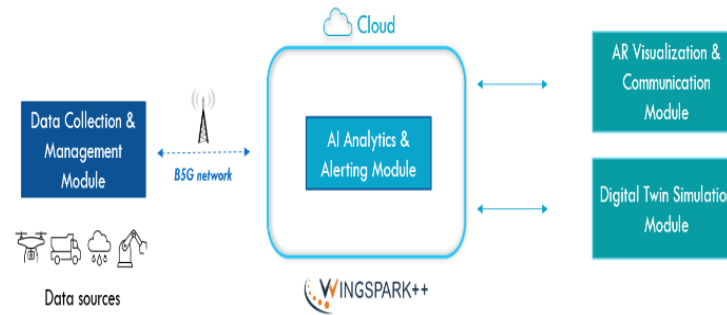 Cloud
Data Collection &
Management
Module
B5G network
Data sources
AI Analytics &
Alerting Module
WINGSPARK++
AR Visualization &
Communication
Module
Digital Twin Simulation
Module